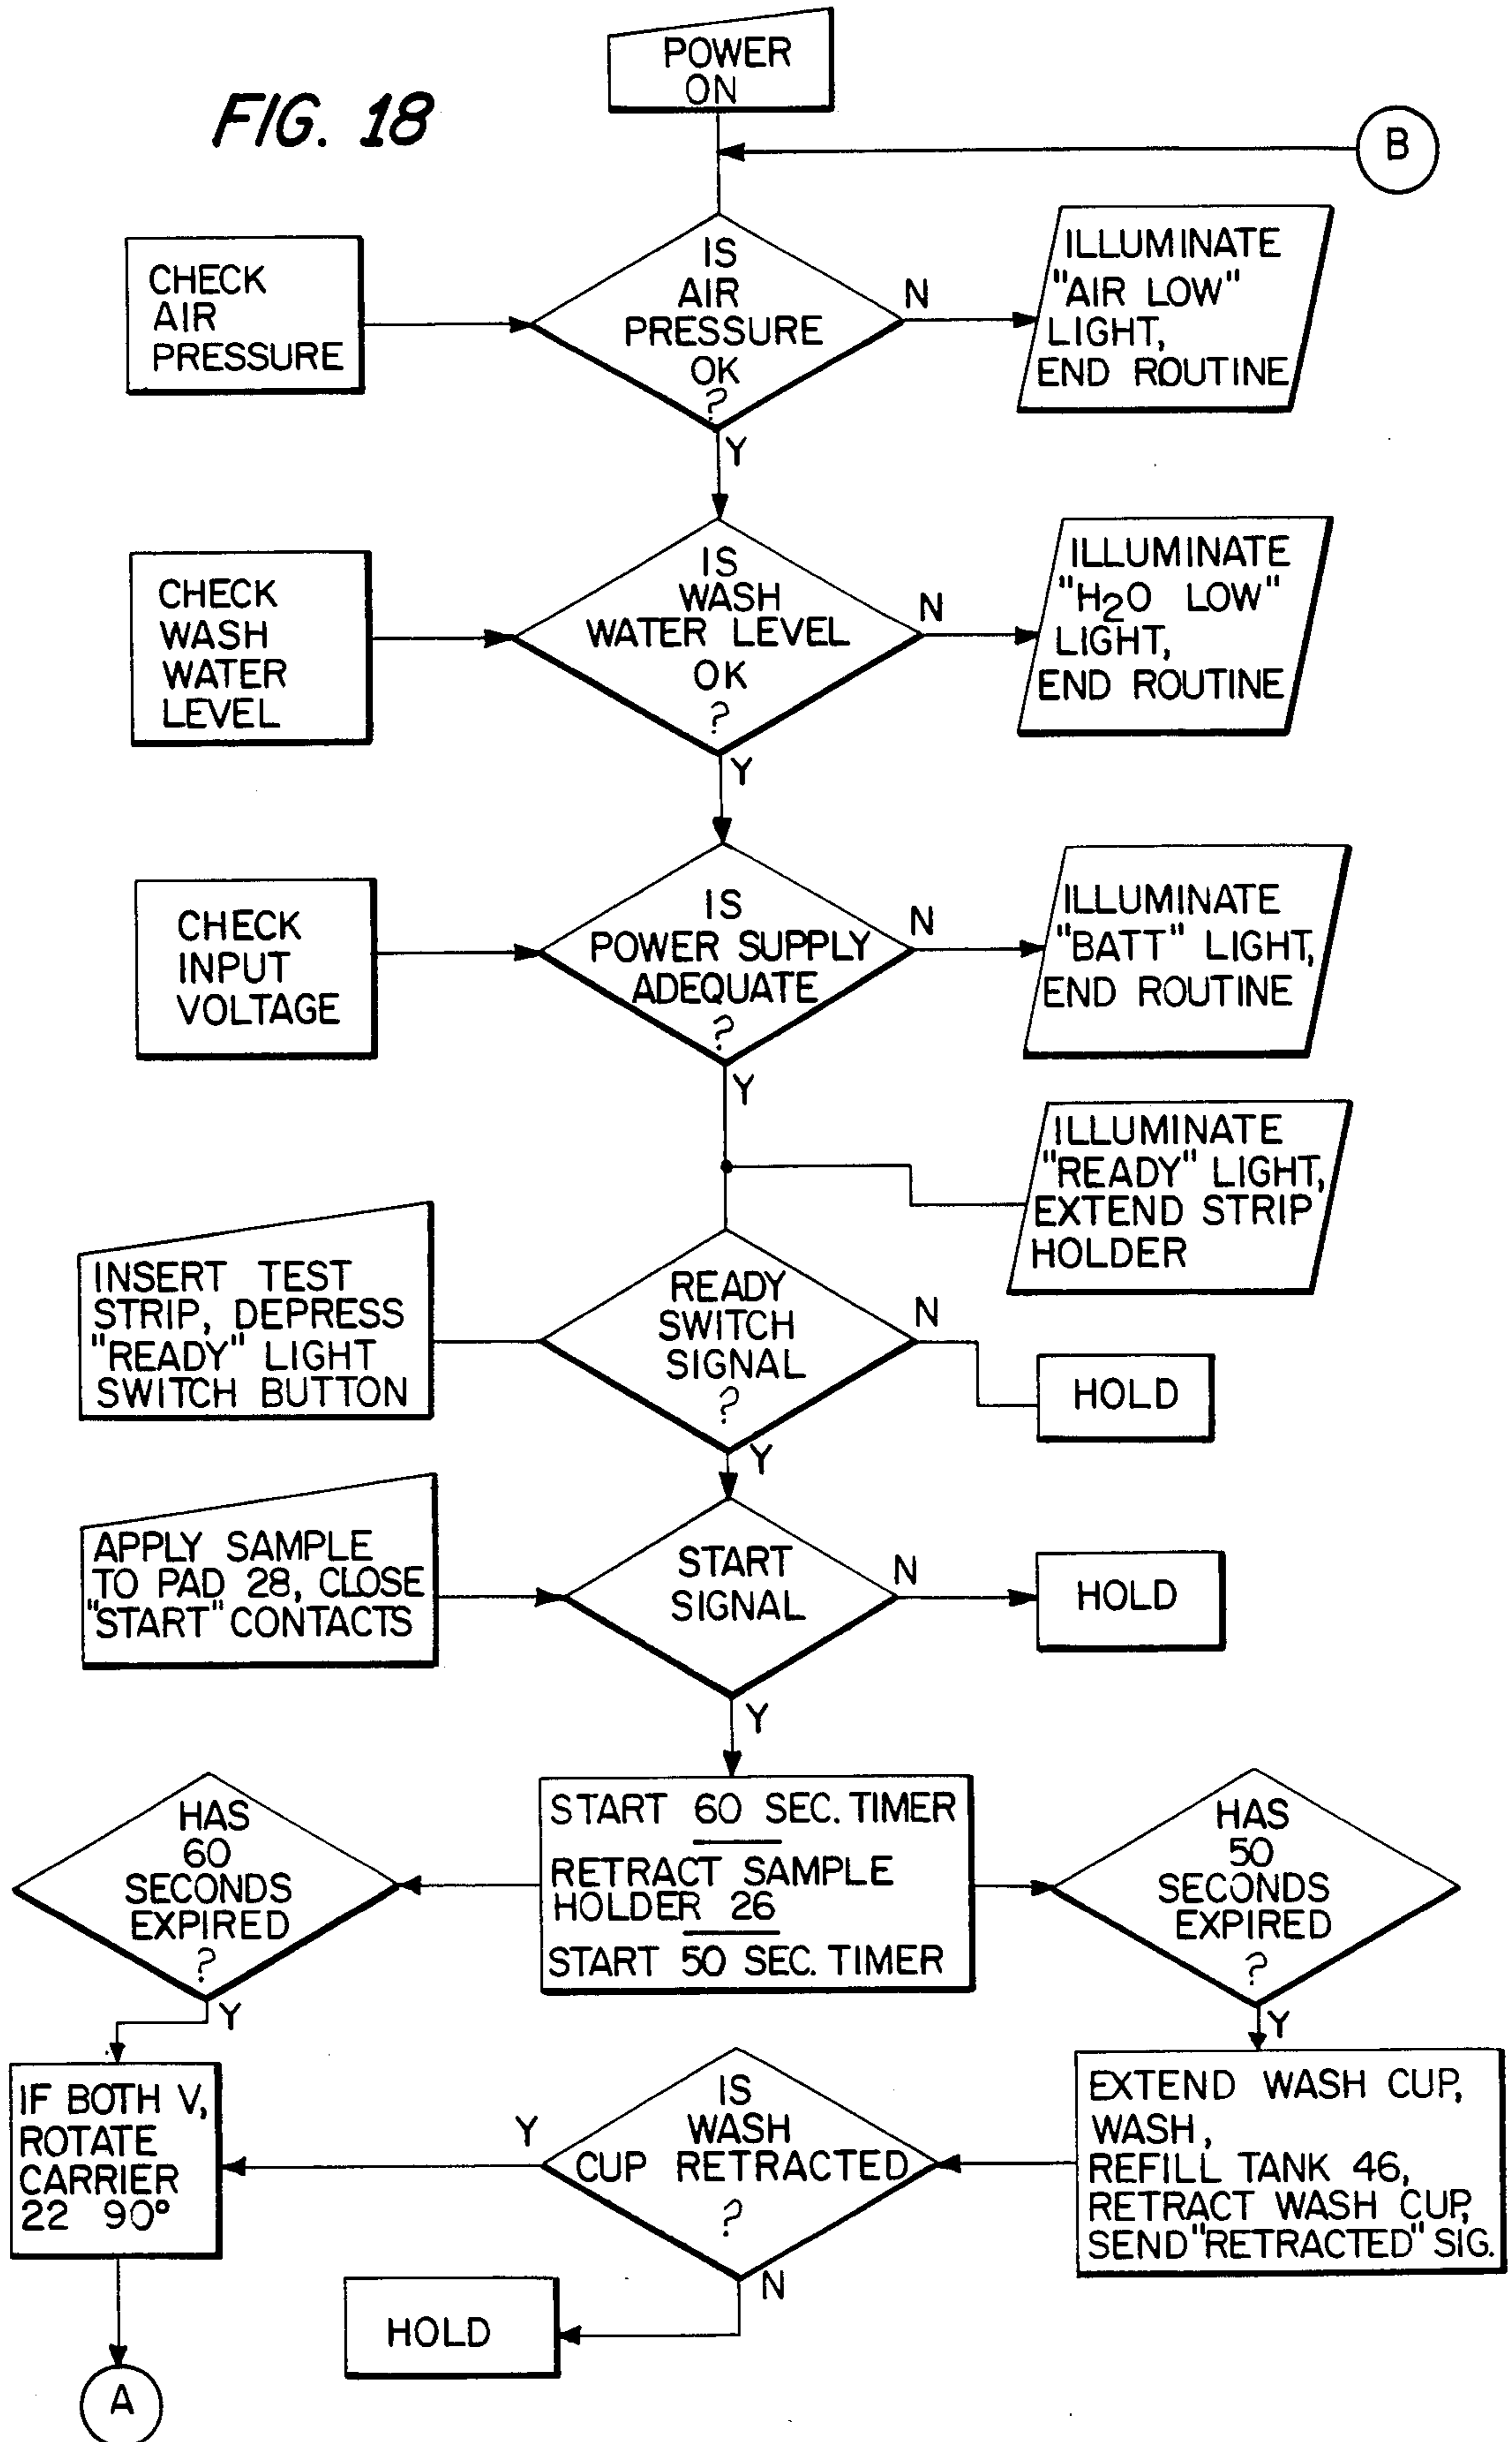 FIG. 18
POWER
ON
B
CHECK
AIR
PRESSURE
IS
AIR
PRESSURE
OK
?
N
ILLUMINATE
"AIR LOW"
LIGHT,
END ROUTINE
Y
CHECK
WASH
WATER
LEVEL
IS
WASH
WATER LEVEL
OK
?
N
ILLUMINATE
"H2O LOW"
LIGHT,
END ROUTINE
Y
CHECK
INPUT
VOLTAGE
IS
POWER SUPPLY
ADEQUATE
?
N
ILLUMINATE
"BATT" LIGHT,
END ROUTINE
Y
ILLUMINATE
"READY" LIGHT,
EXTEND STRIP
HOLDER
INSERT TEST
STRIP, DEPRESS
"READY" LIGHT
SWITCH BUTTON
READY
SWITCH
SIGNAL
?
N
HOLD
Y
APPLY SAMPLE
TO PAD 28, CLOSE
"START" CONTACTS
START
SIGNAL
N
HOLD
Y
HAS
60
SECONDS
EXPIRED
?
Y
START 60 SEC. TIMER
RETRACT SAMPLE
HOLDER 26
START 50 SEC. TIMER
HAS
50
SECONDS
EXPIRED
?
Y
IF BOTH V,
ROTATE
CARRIER
22 90°
Y
IS
WASH
CUP RETRACTED
?
N
EXTEND WASH CUP,
WASH,
REFILL TANK 46,
RETRACT WASH CUP,
SEND "RETRACTED" SIG.
HOLD
A